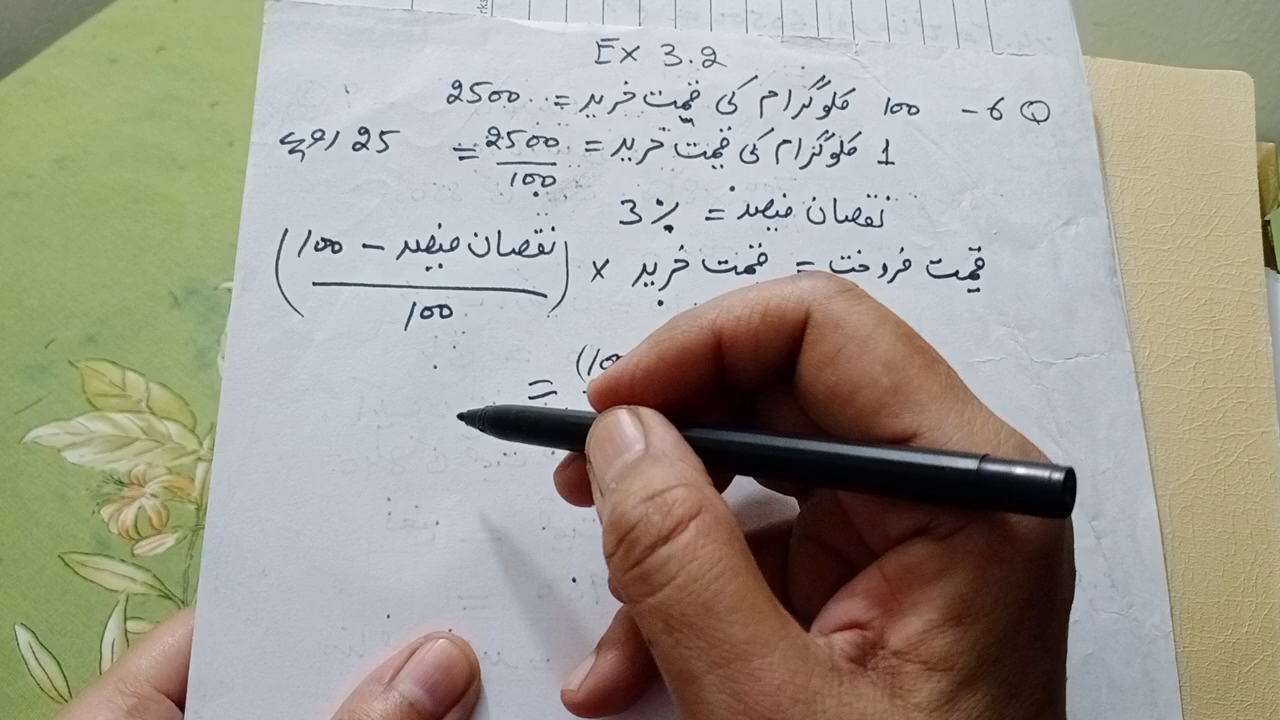 Ex 3.2
Q 6 - 100 کلوگرام کی قیمت خرید = 2500
1 کلوگرام کی قیمت خرید = 2500/100 = 25 روپے
نقصان فیصد = 3%
قیمت فروخت = قیمت خرید × (100 - نقصان فیصد / 100)
= (100